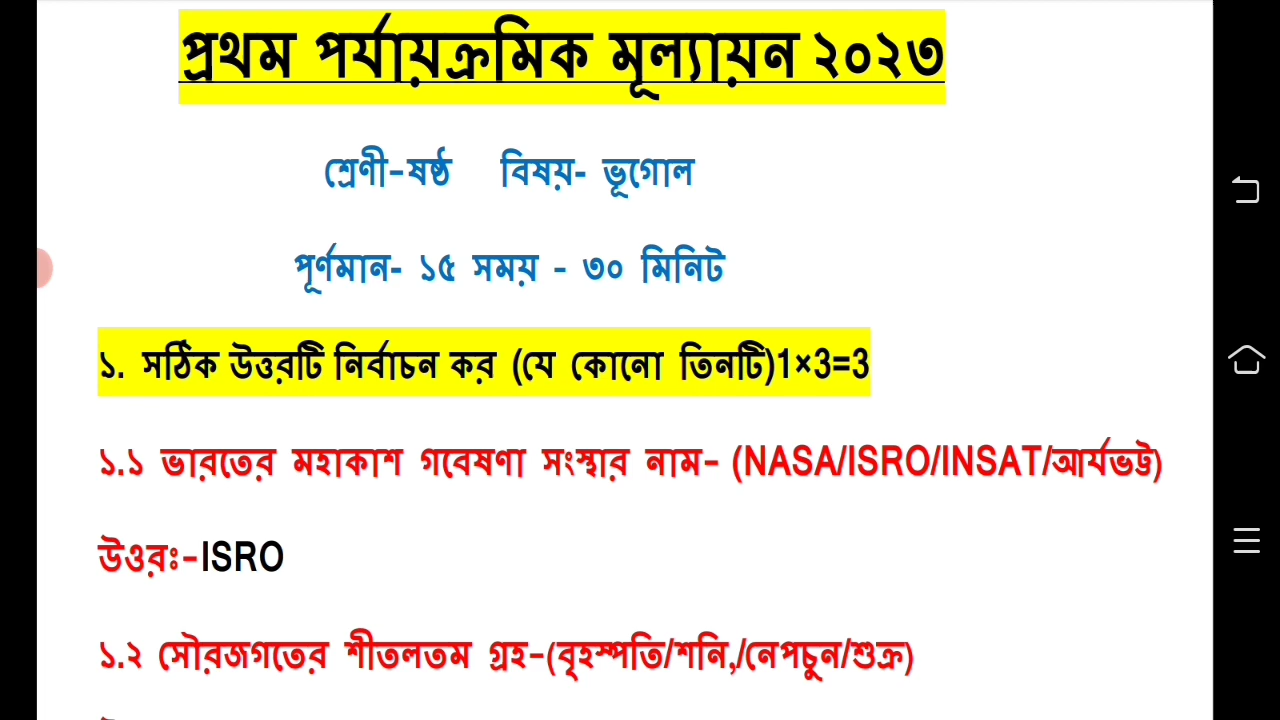 প্রথম পর্যায়ক্রমিক মূল্যায়ন ২০২৩
শ্রেণী-ষষ্ঠ বিষয়- ভূগোল
পূর্ণমান- ১৫ সময় - ৩০ মিনিট
১. সঠিক উত্তরটি নির্বাচন কর (যে কোনো তিনটি)1×3=3
১.১ ভারতের মহাকাশ গবেষণা সংস্থার নাম- (NASA/ISRO/INSAT/আর্যভট্ট)
উওরঃ-ISRO
১.২ সৌরজগতের শীতলতম গ্রহ-(বৃহস্পতি/শনি,/নেপচুন/শুক্র)